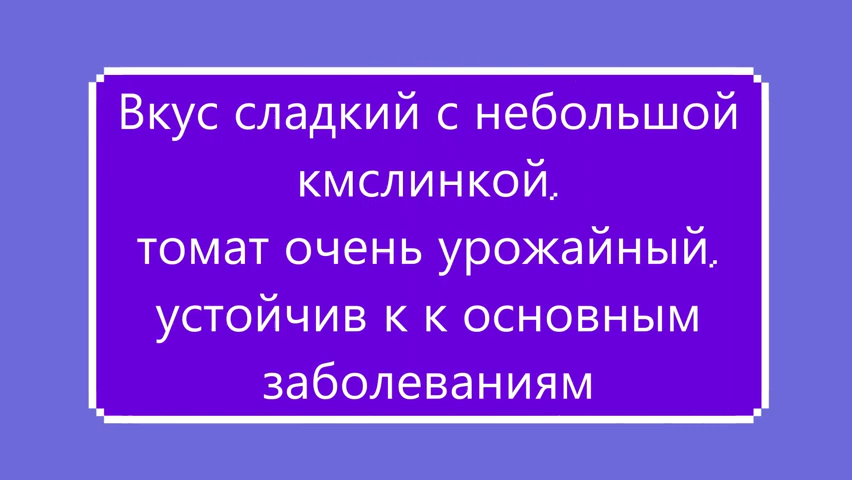 Вкус сладкий с небольшой
кмслинкой.
томат очень урожайный.
устойчив к к основным
заболеваниям